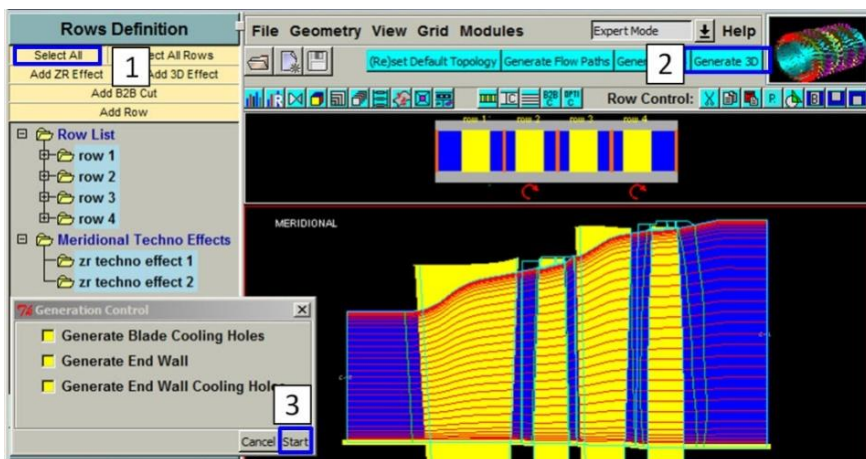 Rows Definition
File Geometry View Grid Modules Expert Mode Help
Select All ect All Rows
1
2
(Re)set Default Topology Generate Flow Paths Gene Generate 3D
Add ZR Effect Add 3D Effect
Add B2B Cut
Add Row
Row Control:
Row List
row 1
row 2
row 3
row 4
row 1 row 2 row 3 row 4
Meridional Techno Effects
zr techno effect 1
zr techno effect 2
MERIDIONAL
Generation Control
Generate Blade Cooling Holes
Generate End Wall
Generate End Wall Cooling Holes
3
Cancel Start